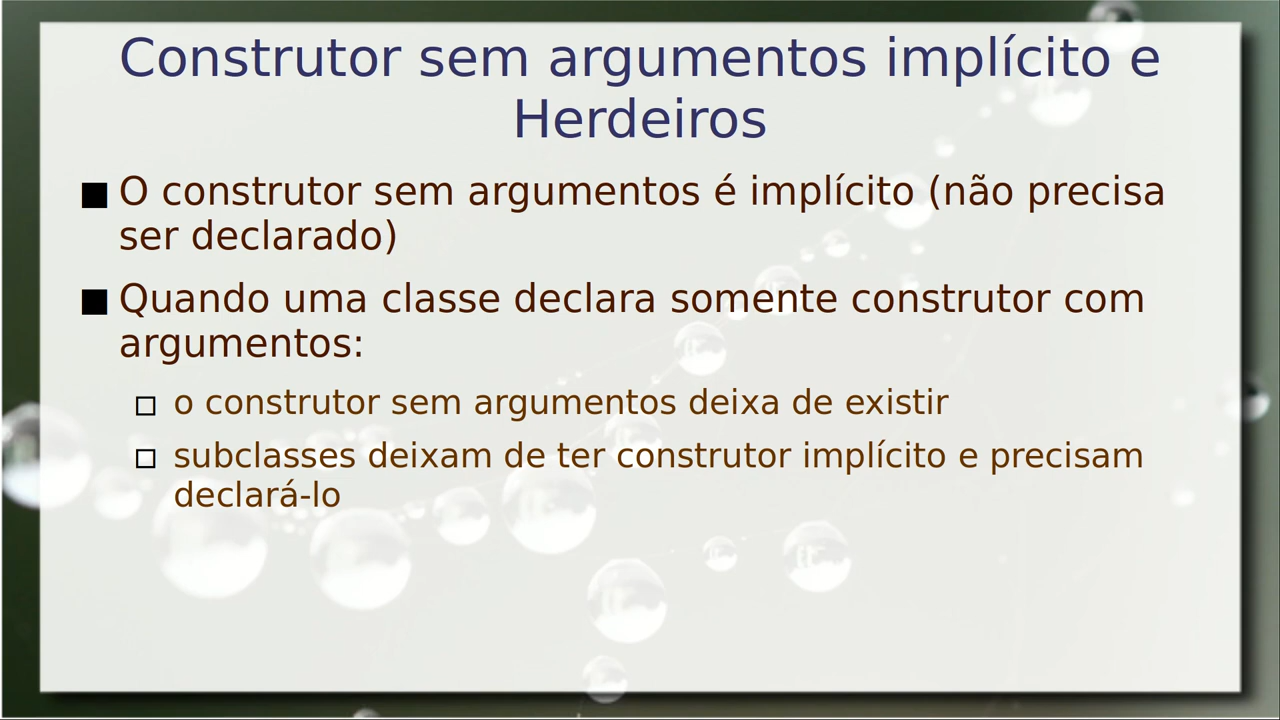 Construtor sem argumentos implícito e
Herdeiros
O construtor sem argumentos é implícito (não precisa
ser declarado)
Quando uma classe declara somente construtor com
argumentos:
o construtor sem argumentos deixa de existir
subclasses deixam de ter construtor implícito e precisam
declará-lo